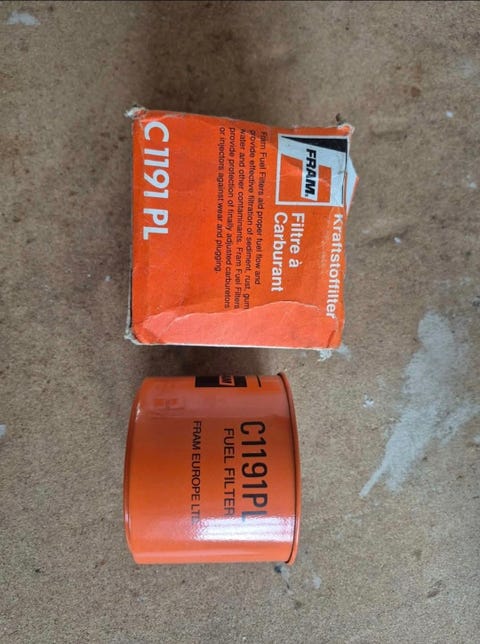 FRAM®
Kraftstoffilter
Filtre à
Carburant
Fram Fuel Filters aid proper fuel flow and
provide effective filtration of sediment, rust, gum
water and other contaminants. Fram Fuel Filters
provide protection of finally adjusted carburetors
or injectors against wear and plugging.
C1191 PL
FRAM
C1191PL
FUEL FILTER
FRAM EUROPE LTD